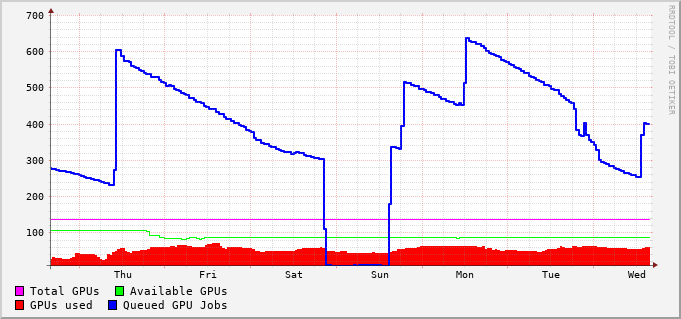 700
600
500
400
300
200
100
Thu Fri Sat Sun Mon Tue Wed
Total GPUs Available GPUs
GPUs used Queued GPU Jobs
RRDTOOL / TOBI OETIKER